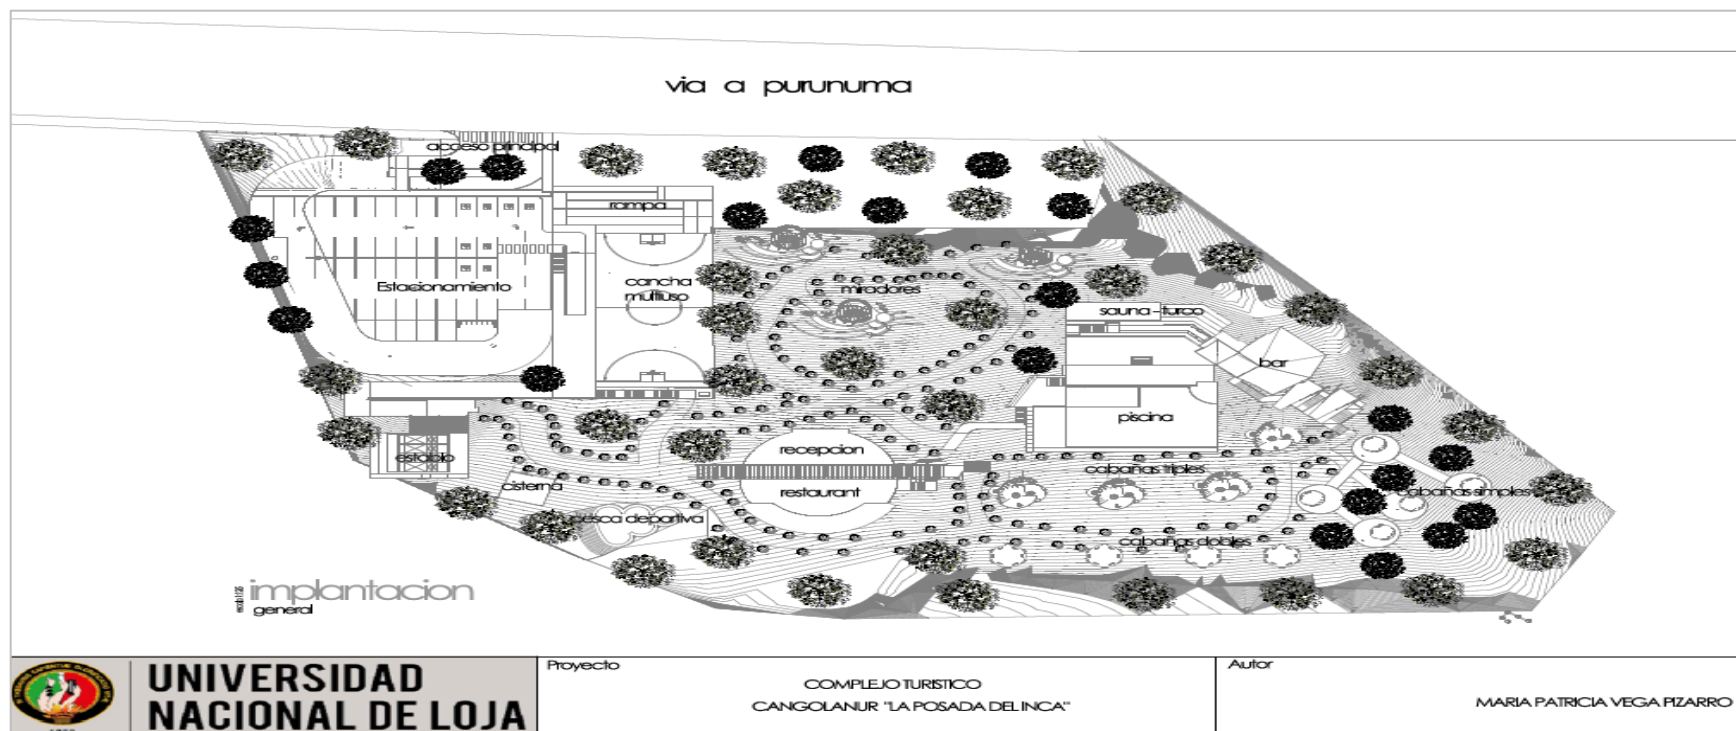 via a purunuma
acceso principal
rampa
Estacionamiento
cancha
multiuso
miradores
sauna-turco
bar
piscina
establo
recepcion
restaurant
cisterna
pesca deportiva
cabañas triples
cabañas simples
cabañas dobles
implantacion
general
UNIVERSIDAD
NACIONAL DE LOJA
Proyecto
COMPLEJO TURISTICO
CANGOLANUR "LA POSADA DEL INCA"
Autor
MARIA PATRICIA VEGA PIZARRO